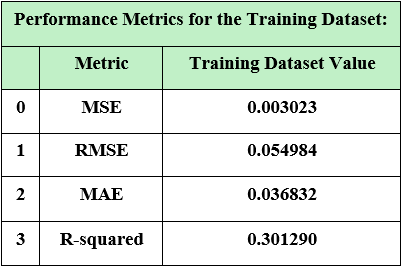 Performance Metrics for the Training Dataset:
Metric Training Dataset Value
0 MSE 0.003023
1 RMSE 0.054984
2 MAE 0.036832
3 R-squared 0.301290